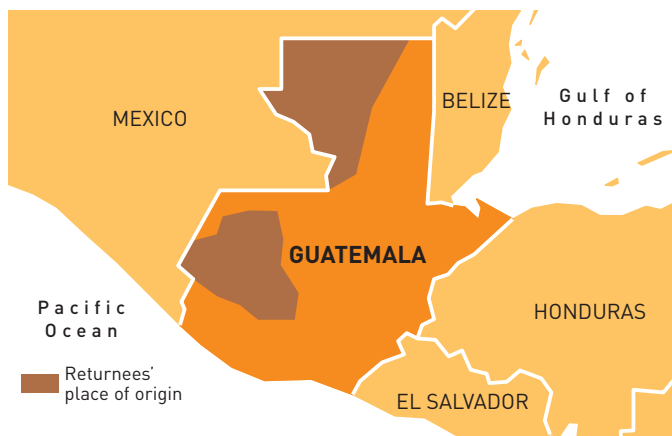 MEXICO
BELIZE
Gulf of
Honduras
GUATEMALA
Pacific
Ocean
HONDURAS
Returnees'
place of origin
EL SALVADOR